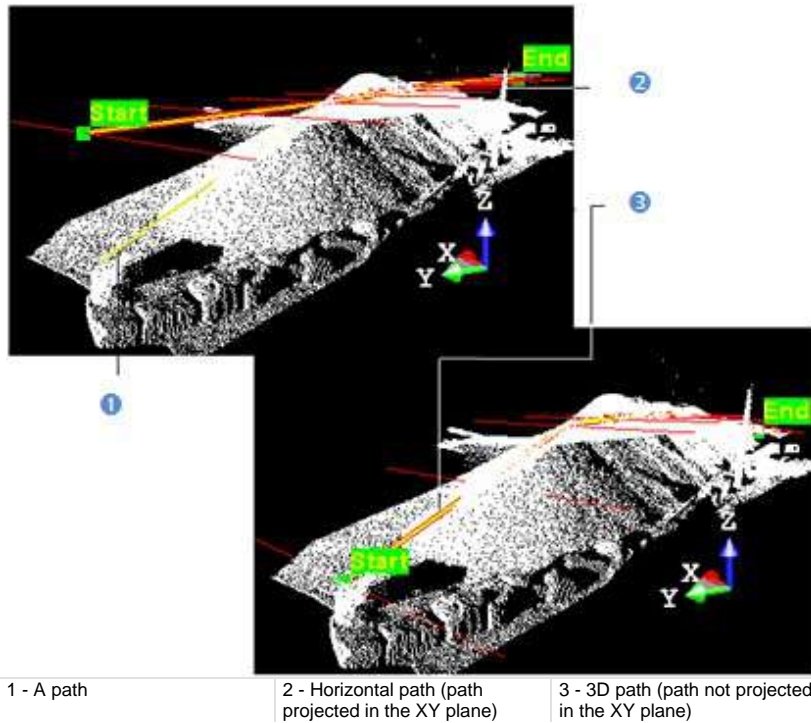 End
2
Start
3
Z
X
Y
1
End
Z
Start
X
Y
1 - A path
2 - Horizontal path (path
projected in the XY plane)
3 - 3D path (path not projected
in the XY plane)